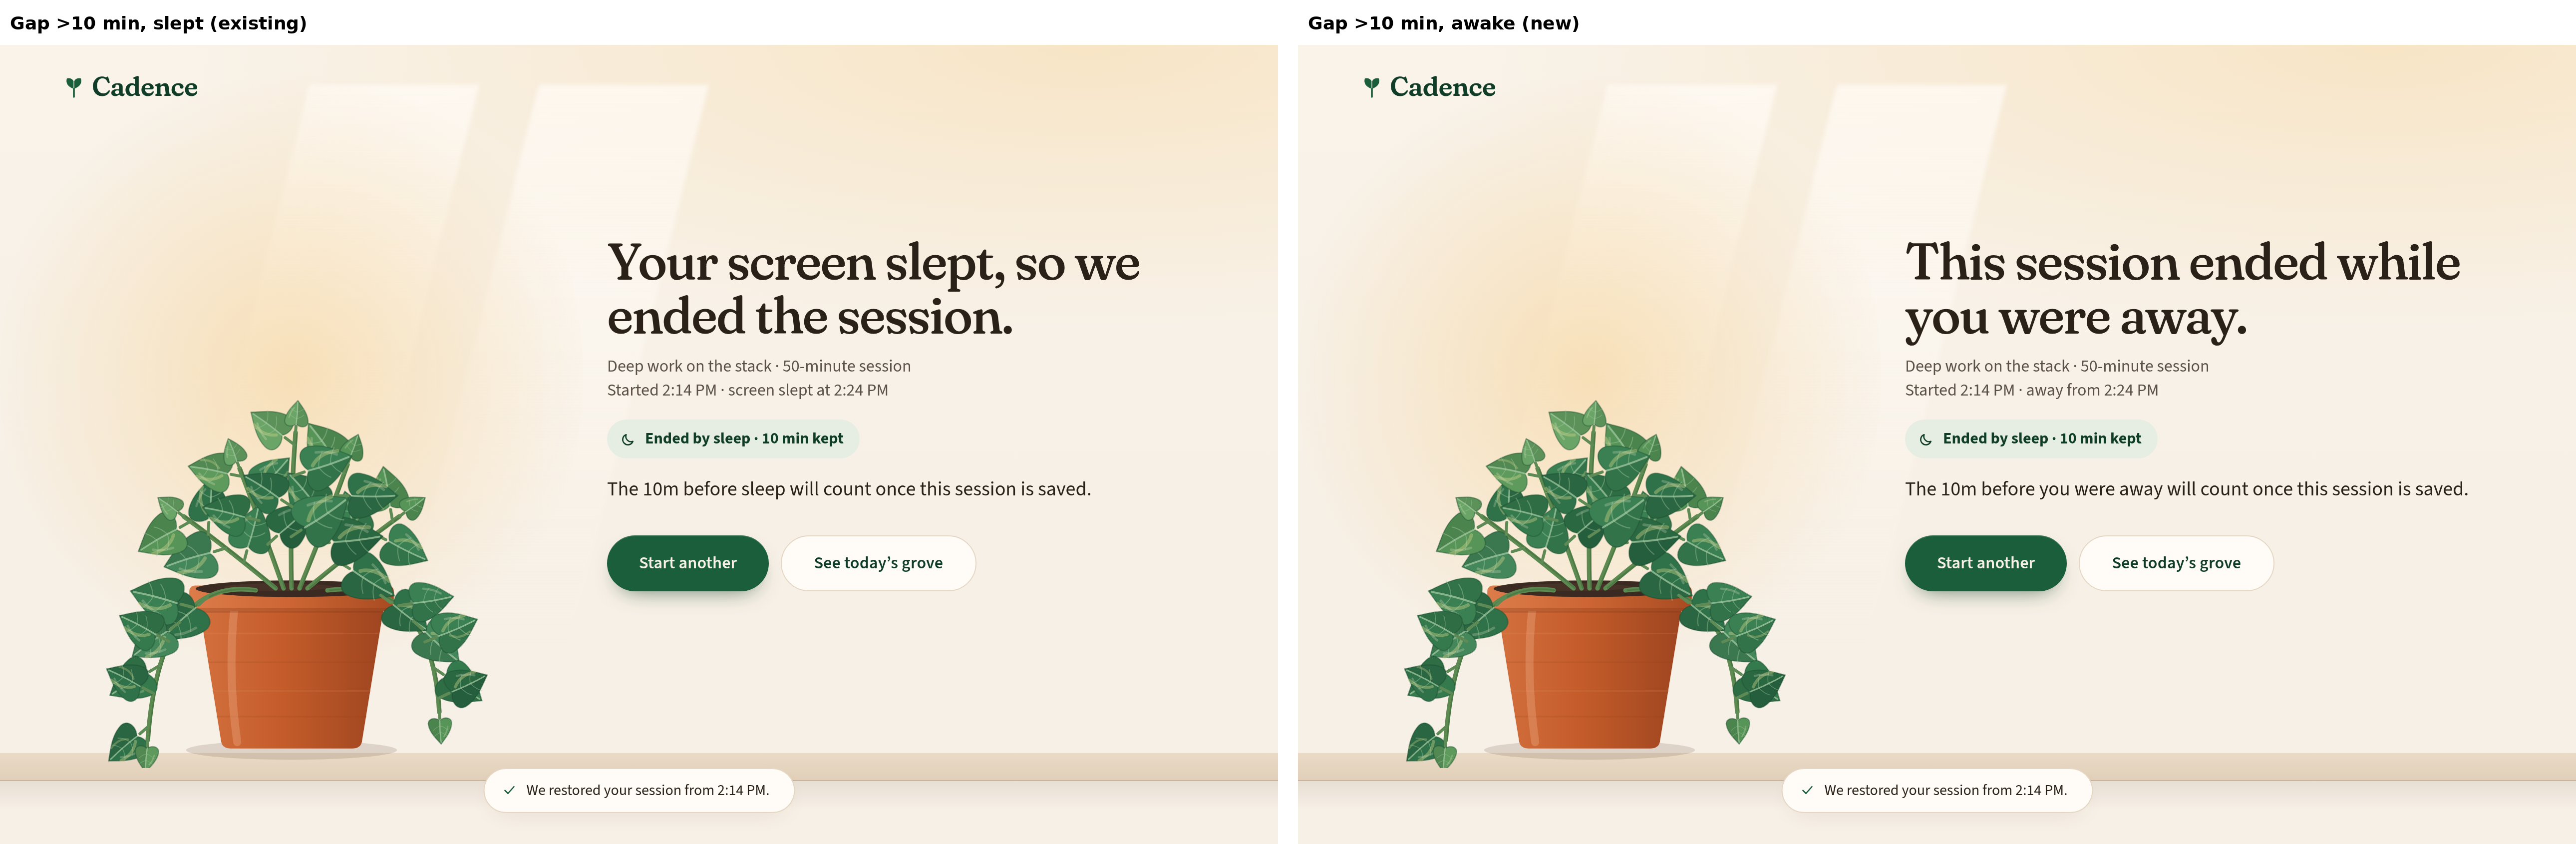 Gap >10 min, slept (existing)
Cadence
Your screen slept, so we
ended the session.
Deep work on the stack · 50-minute session
Started 2:14 PM · screen slept at 2:24 PM
Ended by sleep · 10 min kept
The 10m before sleep will count once this session is saved.
Start another
See today’s grove
We restored your session from 2:14 PM.
Gap >10 min, awake (new)
Cadence
This session ended while
you were away.
Deep work on the stack · 50-minute session
Started 2:14 PM · away from 2:24 PM
Ended by sleep · 10 min kept
The 10m before you were away will count once this session is saved.
Start another
See today’s grove
We restored your session from 2:14 PM.